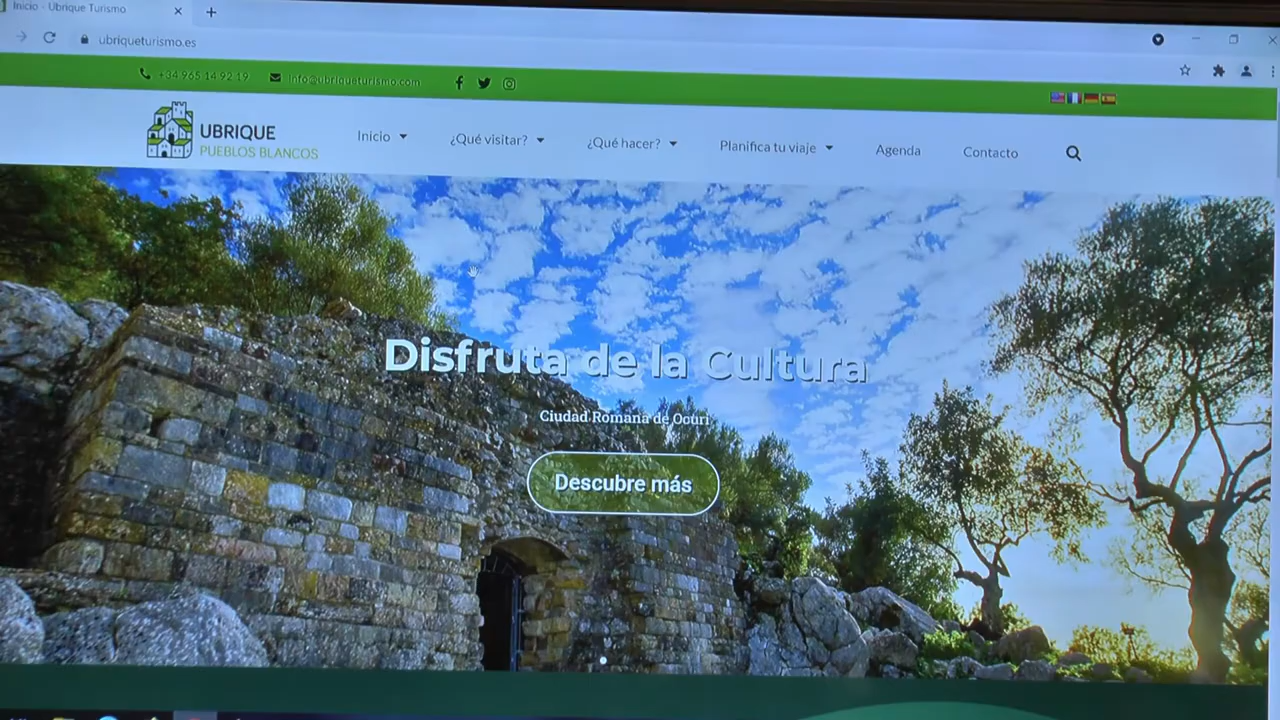 Inicio - Ubrique Turismo
ubriqueturismo.es
+34 965 14 92 19 info@ubriqueturismo.com
UBRIQUE
PUEBLOS BLANCOS
Início ¿Qué visitar? ¿Qué hacer? Planifica tu viaje Agenda Contacto
Disfruta de la Cultura
Ciudad Romana de Ocuri
Descubre más